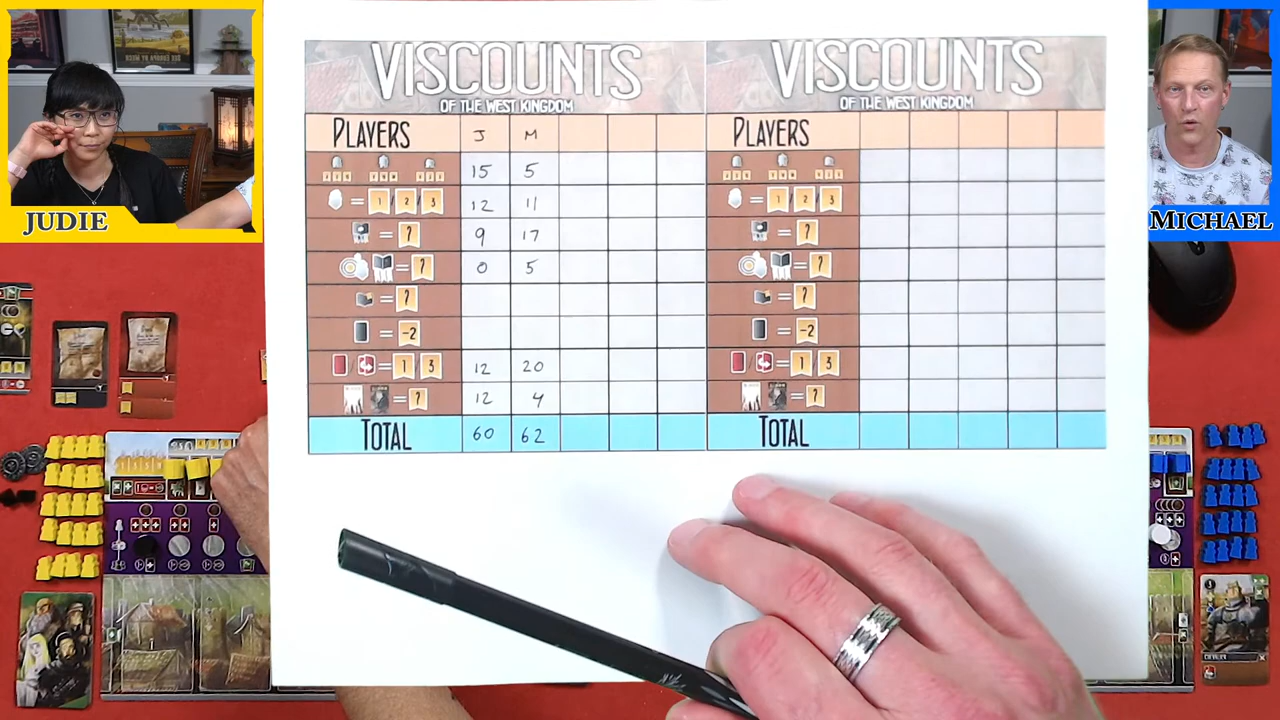 VISCOUNTS
OF THE WEST KINGDOM
PLAYERS J M
15 5
= 1 / 2 / 3 12 11
= ? 9 17
= ? 0 5
= ?
= -2
/ = 1 / 3 12 20
= ? 12 4
TOTAL 60 62
VISCOUNTS
OF THE WEST KINGDOM
PLAYERS
= 1 / 2 / 3
= ?
= ?
= ?
= -2
/ = 1 / 3
= ?
TOTAL
JUDIE
MICHAEL